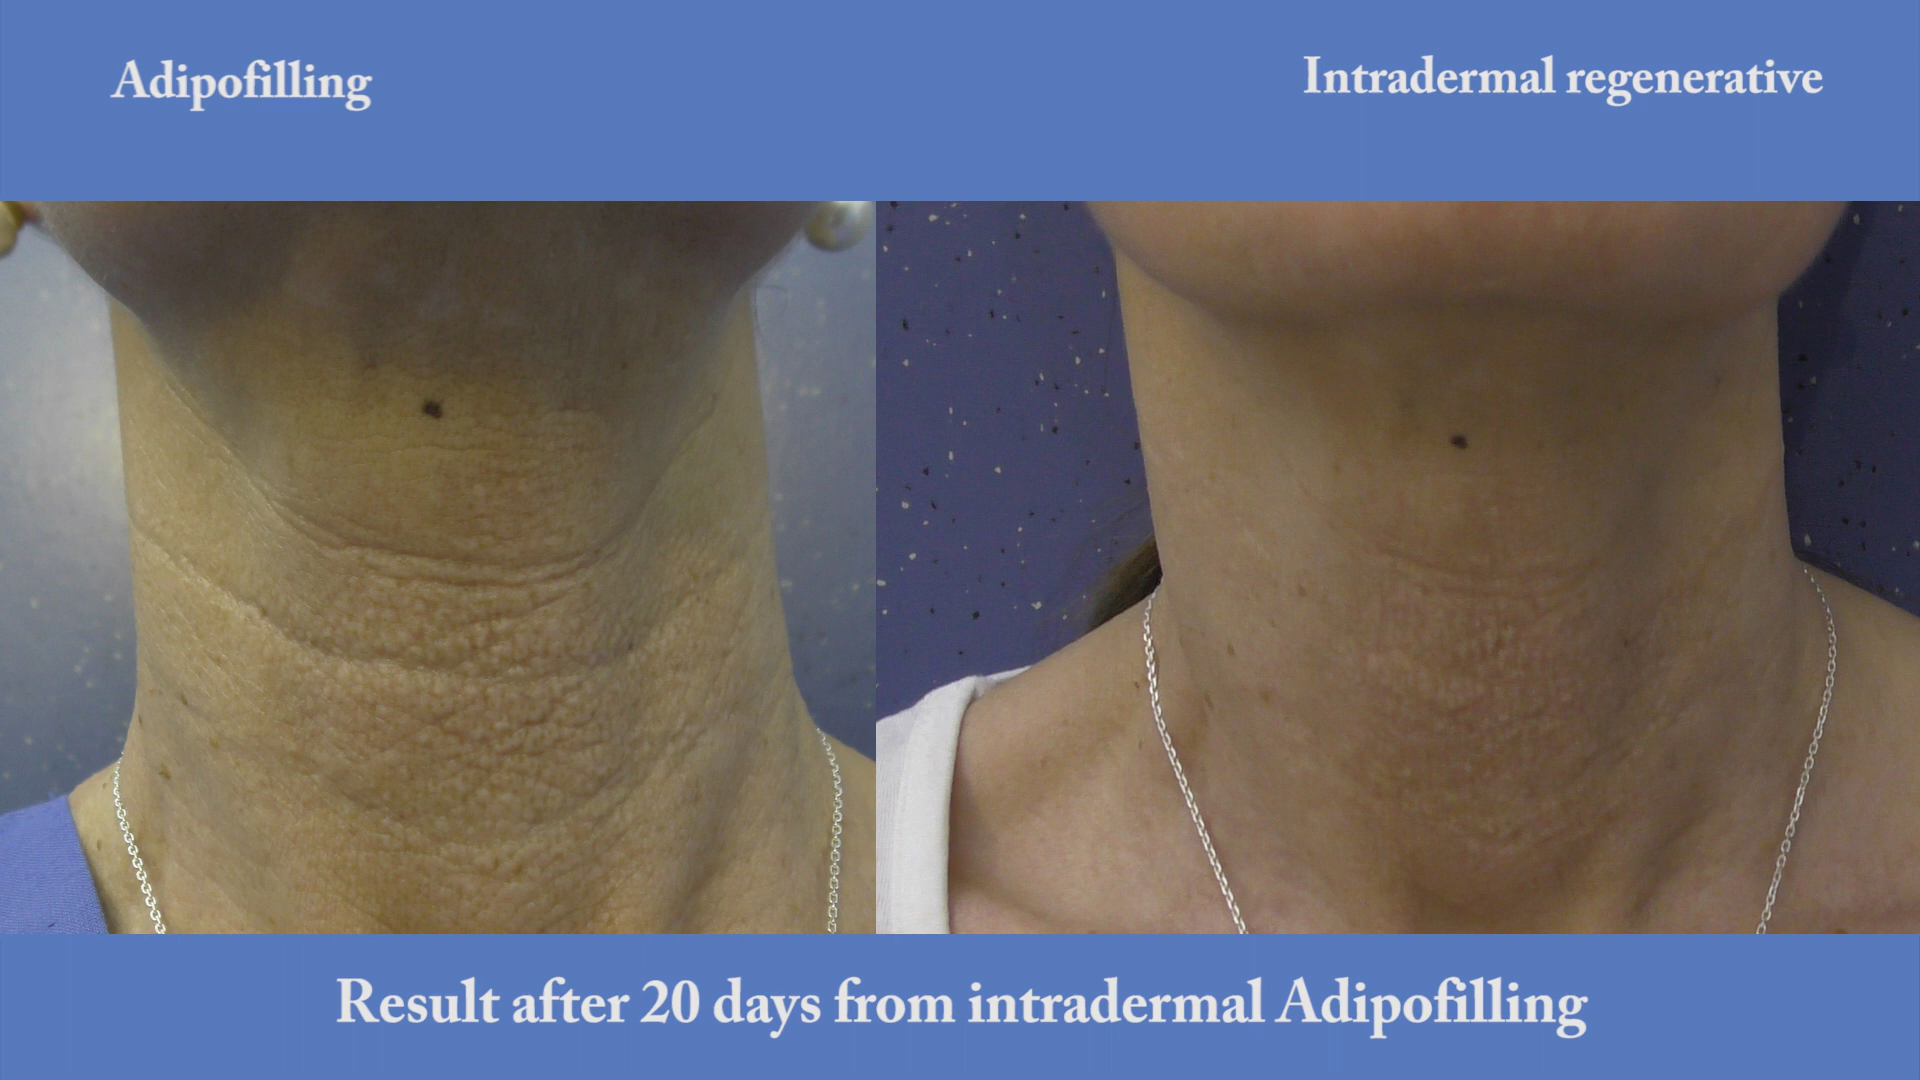 Adipofilling
Intradermal regenerative
Result after 20 days from intradermal Adipofilling